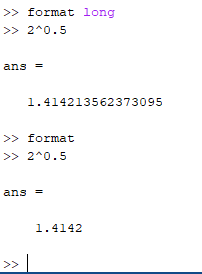 >> format long
>> 2^0.5
ans =
1.414213562373095
>> format
>> 2^0.5
ans =
1.4142
>>